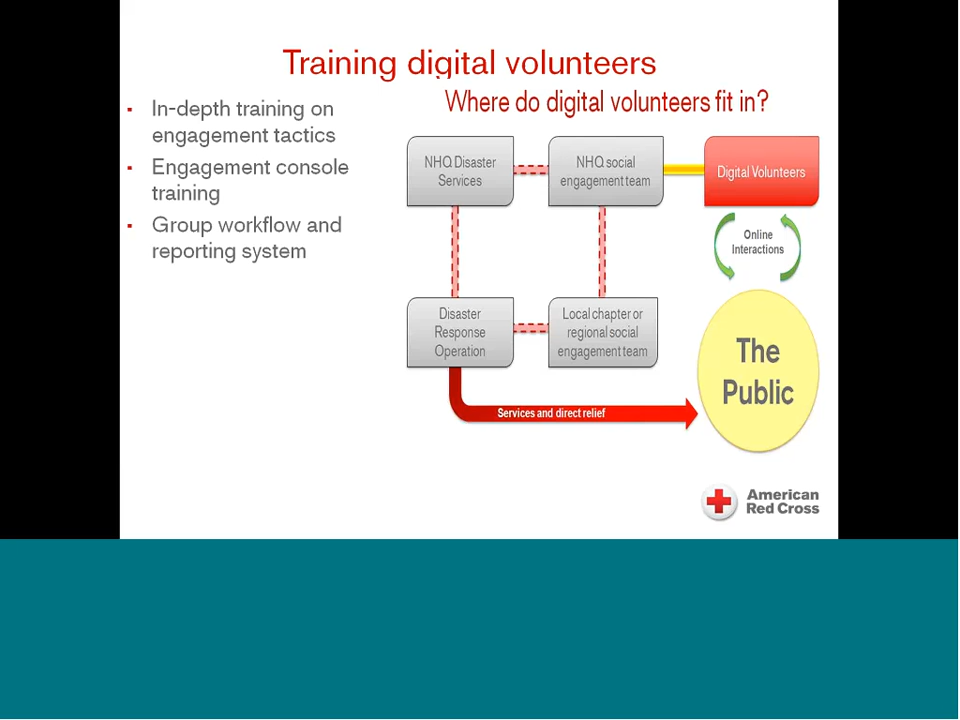 Training digital volunteers
▪ In-depth training on
engagement tactics
▪ Engagement console
training
▪ Group workflow and
reporting system
Where do digital volunteers fit in?
NHQ Disaster
Services
NHQ social
engagement team
Digital Volunteers
Online
Interactions
Disaster
Response
Operation
Local chapter or
regional social
engagement team
The
Public
Services and direct relief
American
Red Cross